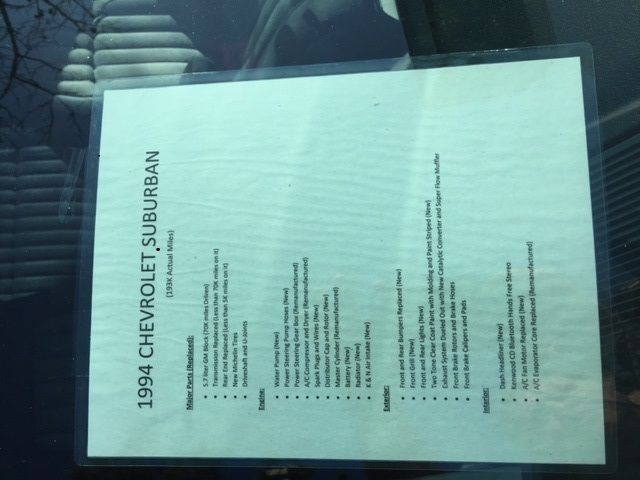 1994 CHEVROLET SUBURBAN
(193K Actual Miles)
Major Parts (Replaced):
• 5.7 liter GM Block (70K miles Driven)
• Transmission Replaced (Less than 70K miles on it)
• Rear End Replaced (Less than 5K miles on it)
• New Michelin Tires
• Driveshaft and U-Joints
Engine:
• Water Pump (New)
• Power Steering Pump Hoses (New)
• Power Steering Gear Box (Remanufactured)
• A/C Compressor and Dryer (Remanufactured)
• Spark Plugs and Wires (New)
• Distributor Cap and Rotor (New)
• Master Cylinder (Remanufactured)
• Battery (New)
• Radiator (New)
• K & N Air Intake (New)
Exterior:
• Front and Rear Bumpers Replaced (New)
• Front Grill (New)
• Front and Rear Lights (New)
• Two Tone Clear Coat Paint with Molding and Paint Striped (New)
• Exhaust System Dueled Out with New Catalytic Converter and Super Flow Muffler
• Front Brake Rotors and Brake Hoses
• Front Brake Calipers and Pads
Interior:
• Dash Headliner (New)
• Kenwood CD Bluetooth Hands Free Stereo
• A/C Fan Motor Replaced (New)
• A/C Evaporator Core Replaced (Remanufactured)